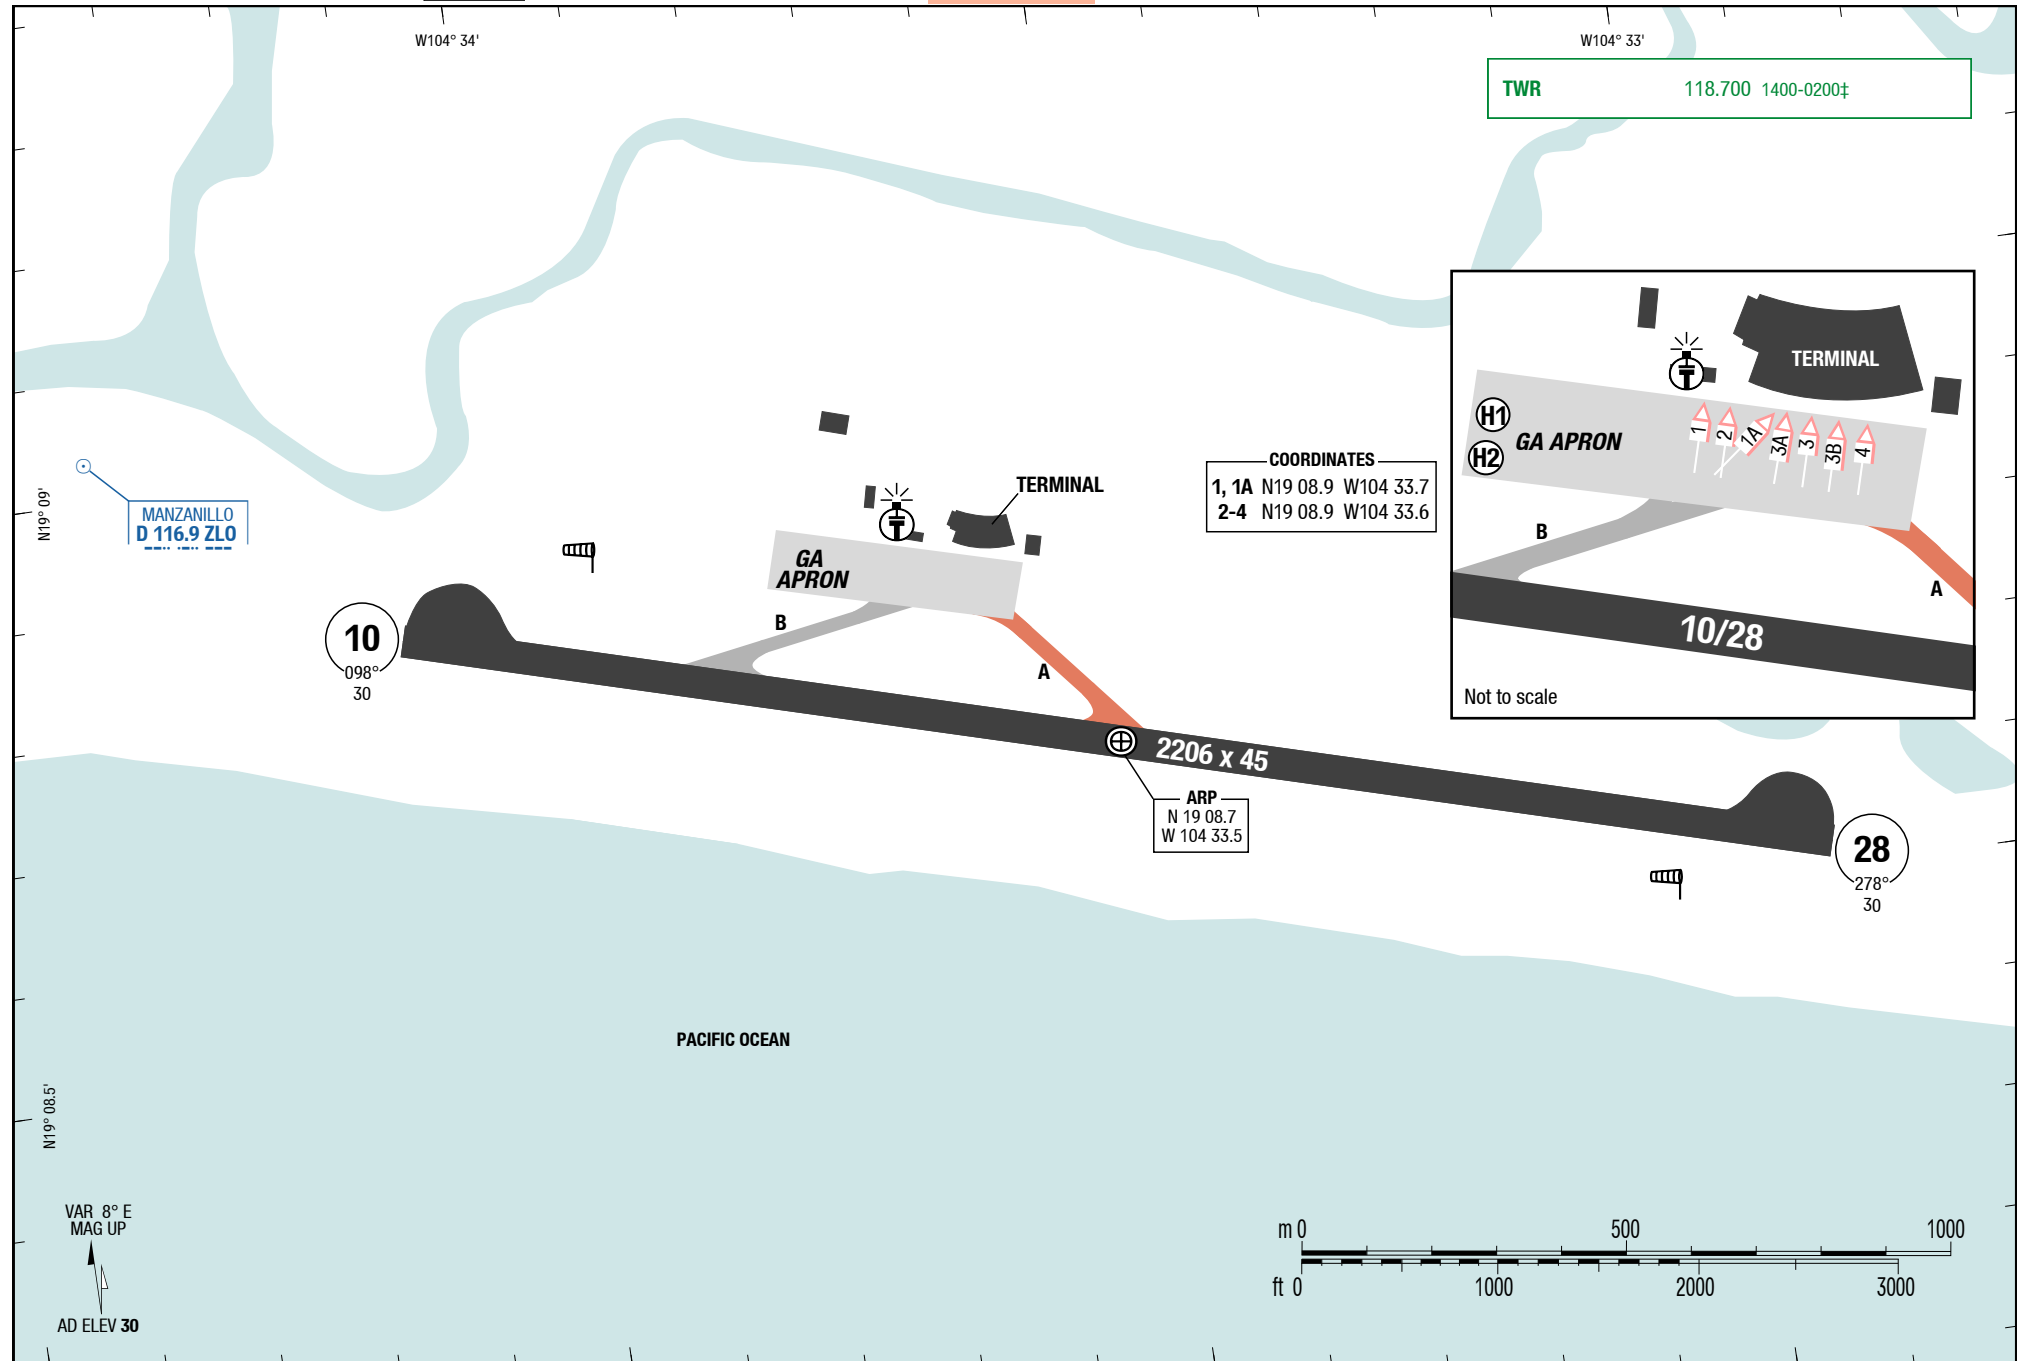 W104° 34'
W104° 33'
TWR 118.700 1400-0200‡
TERMINAL
H1
H2
GA APRON
1
2
1A
3A
3
3B
4
B
A
10/28
Not to scale
COORDINATES
1, 1A N19 08.9 W104 33.7
2-4 N19 08.9 W104 33.6
N19° 09'
MANZANILLO
D 116.9 ZLO
TERMINAL
GA
APRON
B
A
10
098°
30
2206 x 45
ARP
N 19 08.7
W 104 33.5
28
278°
30
PACIFIC OCEAN
N19° 08.5'
VAR 8° E
MAG UP
AD ELEV 30
m 0 500 1000
ft 0 1000 2000 3000